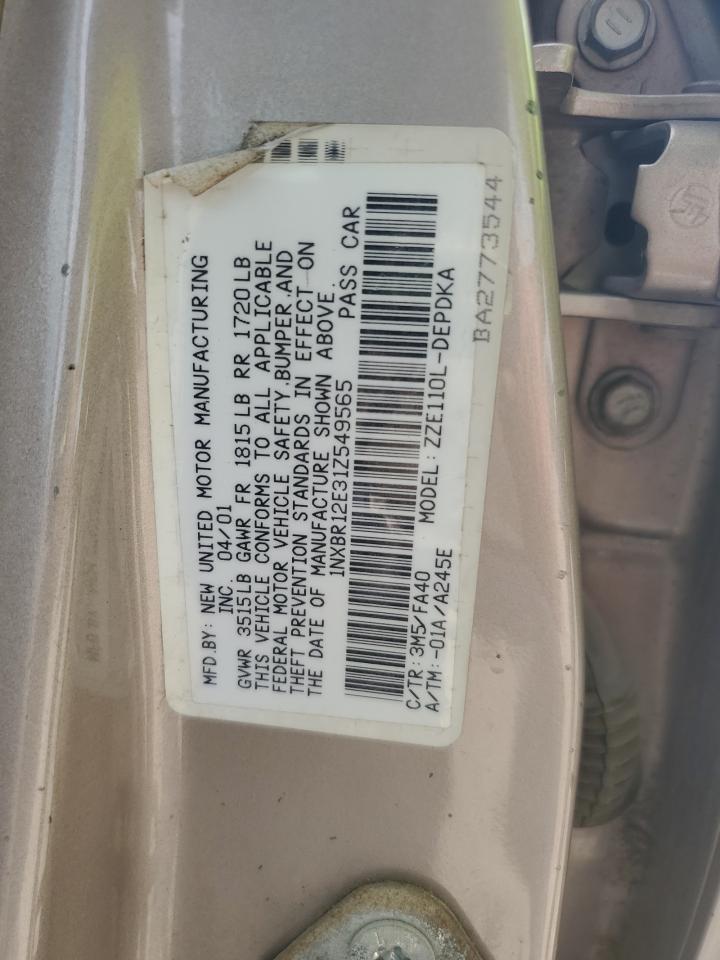 MFD.BY: NEW UNITED MOTOR MANUFACTURING
INC. 04/01
GVWR 3515LB GAWR FR 1815LB RR 1720LB
THIS VEHICLE CONFORMS TO ALL APPLICABLE
FEDERAL MOTOR VEHICLE SAFETY.BUMPER.AND
THEFT PREVENTION STANDARDS IN EFFECT ON
THE DATE OF MANUFACTURE SHOWN ABOVE.
1NXBR12E31Z549565 PASS CAR
C/TR: 3M5/FA40 MODEL: ZZE110L-DEPDKA
A/TM: -01A/A245E
BA2773544